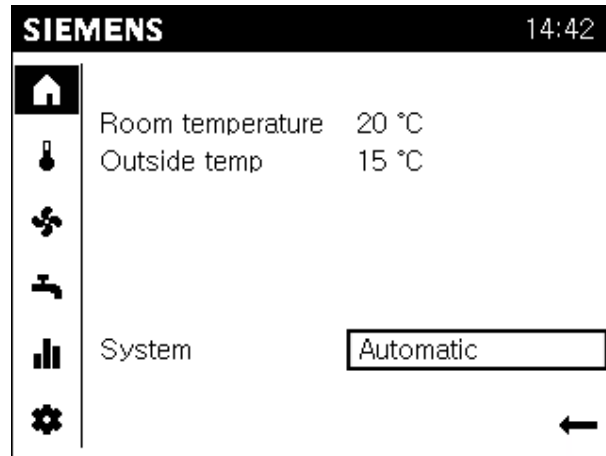 SIEMENS 14:42
Room temperature 20 °C
Outside temp 15 °C
System Automatic